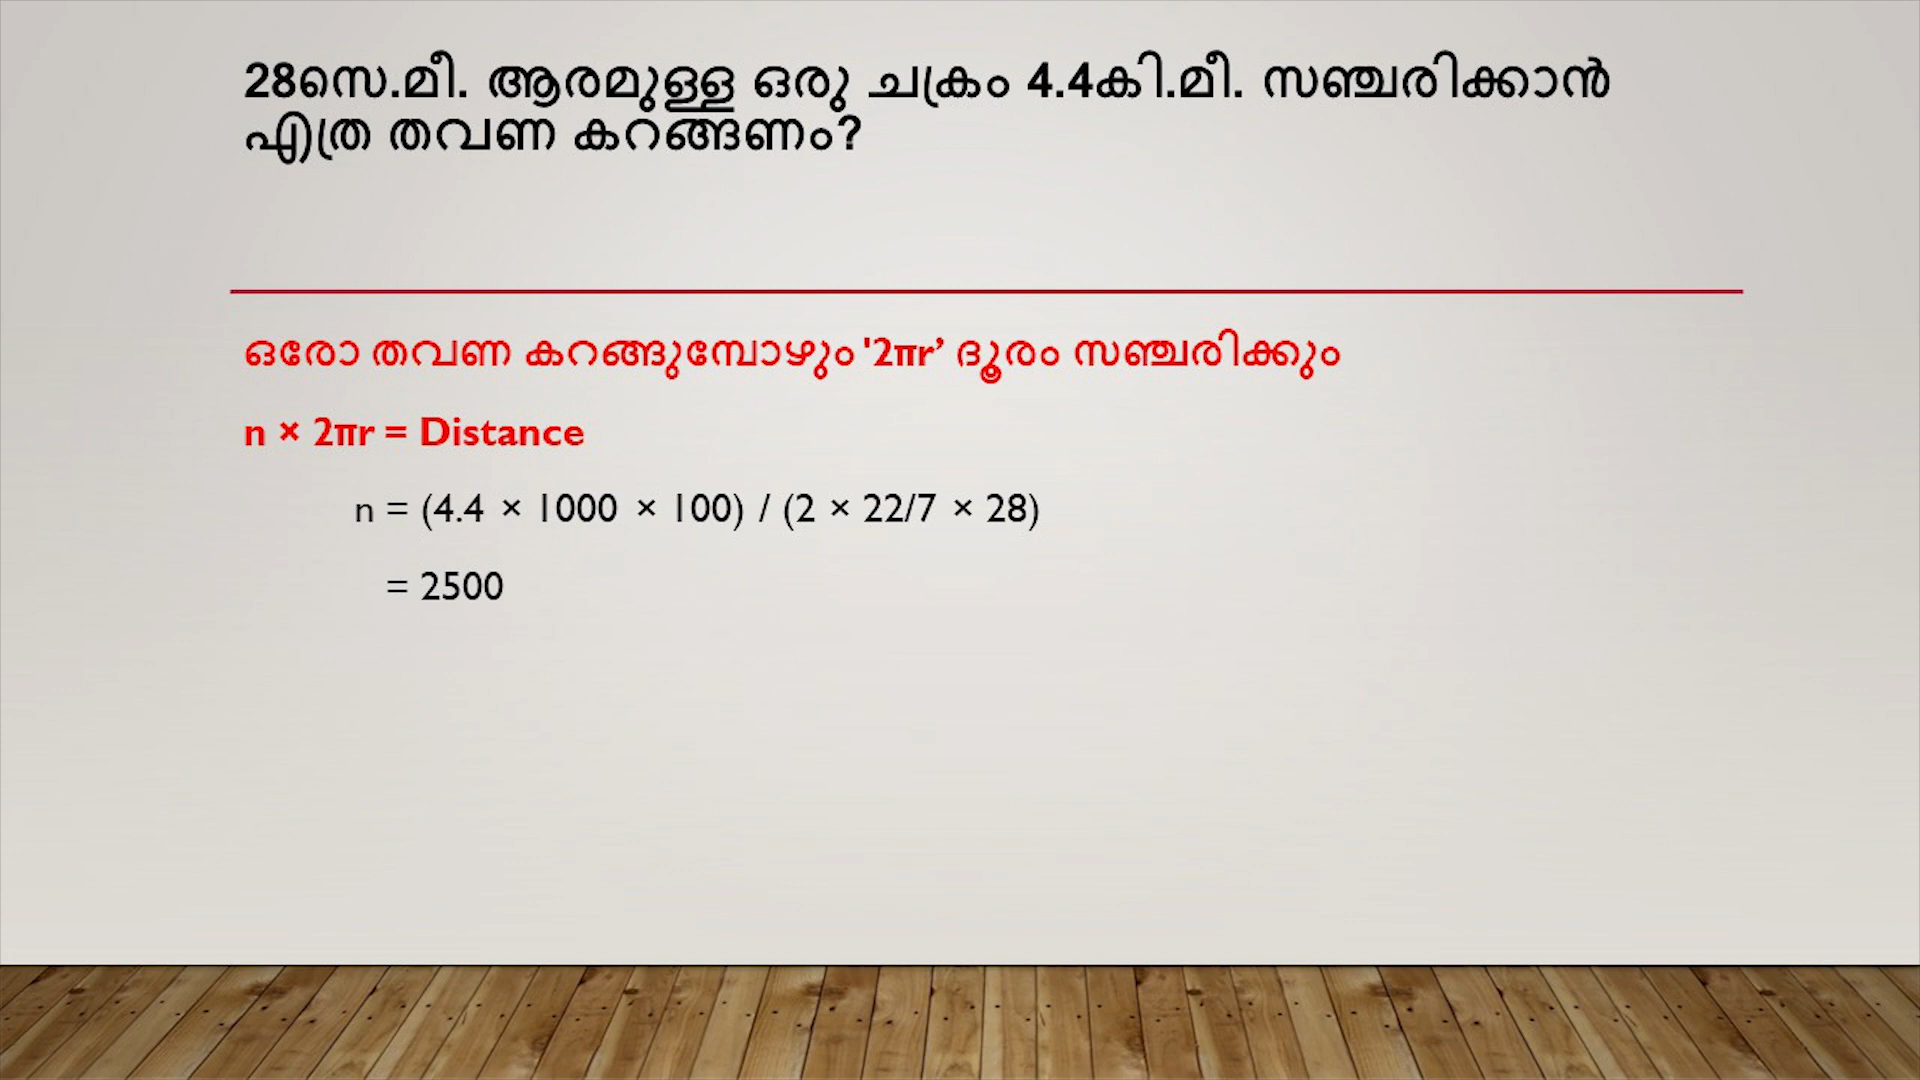 28സെ.മീ. ആരമുള്ള ഒരു ചക്രം 4.4കി.മീ. സഞ്ചരിക്കാൻ
എത്ര തവണ കറങ്ങണം?
ഒരോ തവണ കറങ്ങുമ്പോഴും '2πr’ ദൂരം സഞ്ചരിക്കും
n × 2πr = Distance
n = (4.4 × 1000 × 100) / (2 × 22/7 × 28)
= 2500